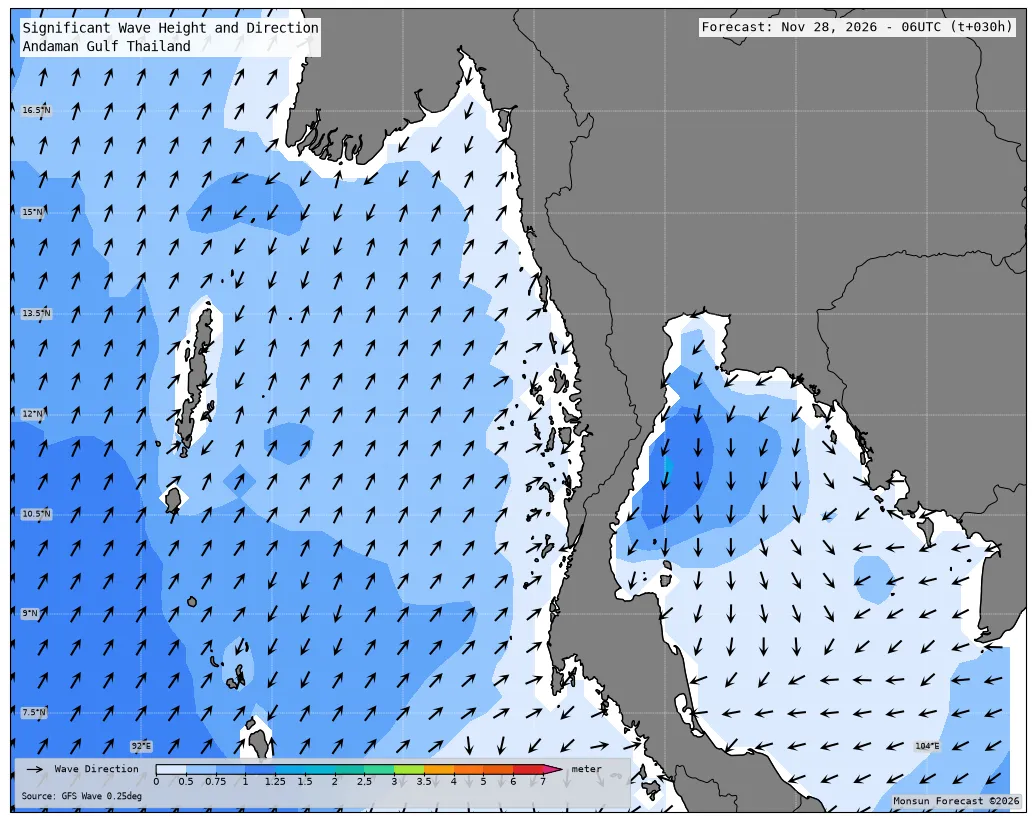 Significant Wave Height and Direction
Andaman Gulf Thailand
Forecast: Nov 28, 2026 - 06UTC (t+030h)
16.5°N
15°N
13.5°N
12°N
10.5°N
9°N
7.5°N
92°E
104°E
Wave Direction
meter
0.5 0.75 1 1.25 1.5 2 2.5 3 3.5 4 5 6 7
Source: GFS Wave 0.25deg
Monsun Forecast ©2026